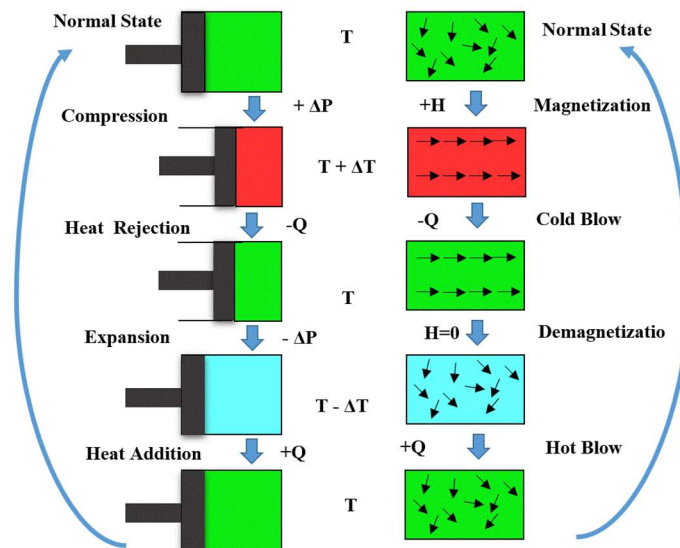 Normal State
T
Normal State
+ ΔP
+H
Compression
Magnetization
T + ΔT
Heat Rejection
-Q
-Q
Cold Blow
T
Expansion
- ΔP
H=0
Demagnetizatio
T - ΔT
Heat Addition
+Q
+Q
Hot Blow
T